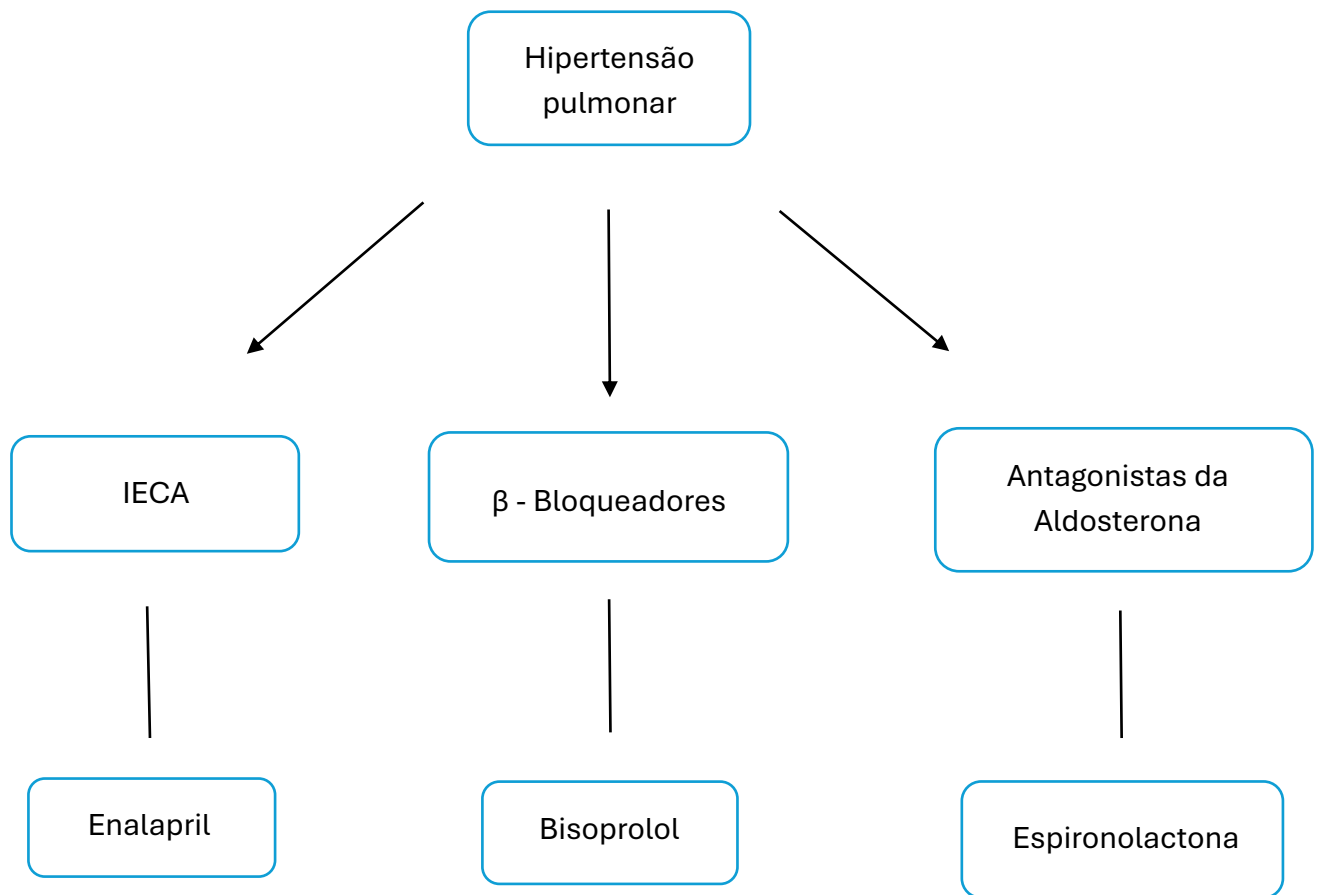 Hipertensão
pulmonar
IECA
β - Bloqueadores
Antagonistas da
Aldosterona
Enalapril
Bisoprolol
Espironolactona